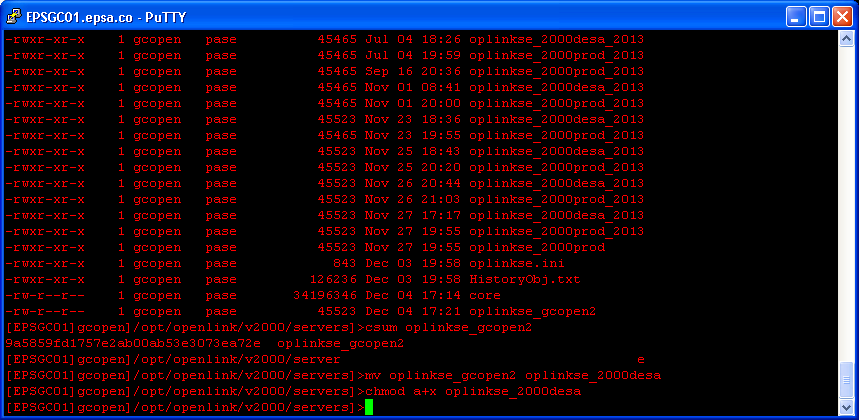 EPSGC01.epsa.co - PuTTY
-rwxr-xr-x 1 gcopen pase 45465 Jul 04 18:26 oplinkse_2000desa_2013
-rwxr-xr-x 1 gcopen pase 45465 Jul 04 19:59 oplinkse_2000prod_2013
-rwxr-xr-x 1 gcopen pase 45465 Sep 16 20:36 oplinkse_2000prod_2013
-rwxr-xr-x 1 gcopen pase 45465 Nov 01 08:41 oplinkse_2000desa_2013
-rwxr-xr-x 1 gcopen pase 45465 Nov 01 20:00 oplinkse_2000prod_2013
-rwxr-xr-x 1 gcopen pase 45523 Nov 23 18:36 oplinkse_2000desa_2013
-rwxr-xr-x 1 gcopen pase 45465 Nov 23 19:55 oplinkse_2000prod_2013
-rwxr-xr-x 1 gcopen pase 45523 Nov 25 18:43 oplinkse_2000desa_2013
-rwxr-xr-x 1 gcopen pase 45523 Nov 25 20:20 oplinkse_2000prod_2013
-rwxr-xr-x 1 gcopen pase 45523 Nov 26 20:44 oplinkse_2000desa_2013
-rwxr-xr-x 1 gcopen pase 45523 Nov 26 21:03 oplinkse_2000prod_2013
-rwxr-xr-x 1 gcopen pase 45523 Nov 27 17:17 oplinkse_2000desa_2013
-rwxr-xr-x 1 gcopen pase 45523 Nov 27 19:55 oplinkse_2000prod_2013
-rwxr-xr-x 1 gcopen pase 45523 Nov 27 19:55 oplinkse_2000prod
-rwxr-xr-x 1 gcopen pase 843 Dec 03 19:58 oplinkse.ini
-rwxr-xr-x 1 gcopen pase 126236 Dec 03 19:58 HistoryObj.txt
-rw-r--r-- 1 gcopen pase 34196346 Dec 04 17:14 core
-rw-r--r-- 1 gcopen pase 45523 Dec 04 17:21 oplinkse_gcopen2
[EPSGC01]gcopen]/opt/openlink/v2000/servers]>csum oplinkse_gcopen2
9a5859fd1757e2ab00ab53e3073ea72e oplinkse_gcopen2
[EPSGC01]gcopen]/opt/openlink/v2000/server e
[EPSGC01]gcopen]/opt/openlink/v2000/servers]>mv oplinkse_gcopen2 oplinkse_2000desa
[EPSGC01]gcopen]/opt/openlink/v2000/servers]>chmod a+x oplinkse_2000desa
[EPSGC01]gcopen]/opt/openlink/v2000/servers]>